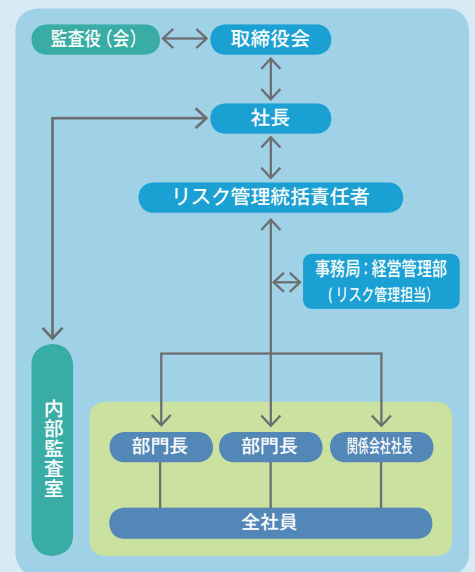 監査役（会）
取締役会
社長
リスク管理統括責任者
事務局：経営管理部
（リスク管理担当）
内部監査室
部門長
部門長
関係会社社長
全社員